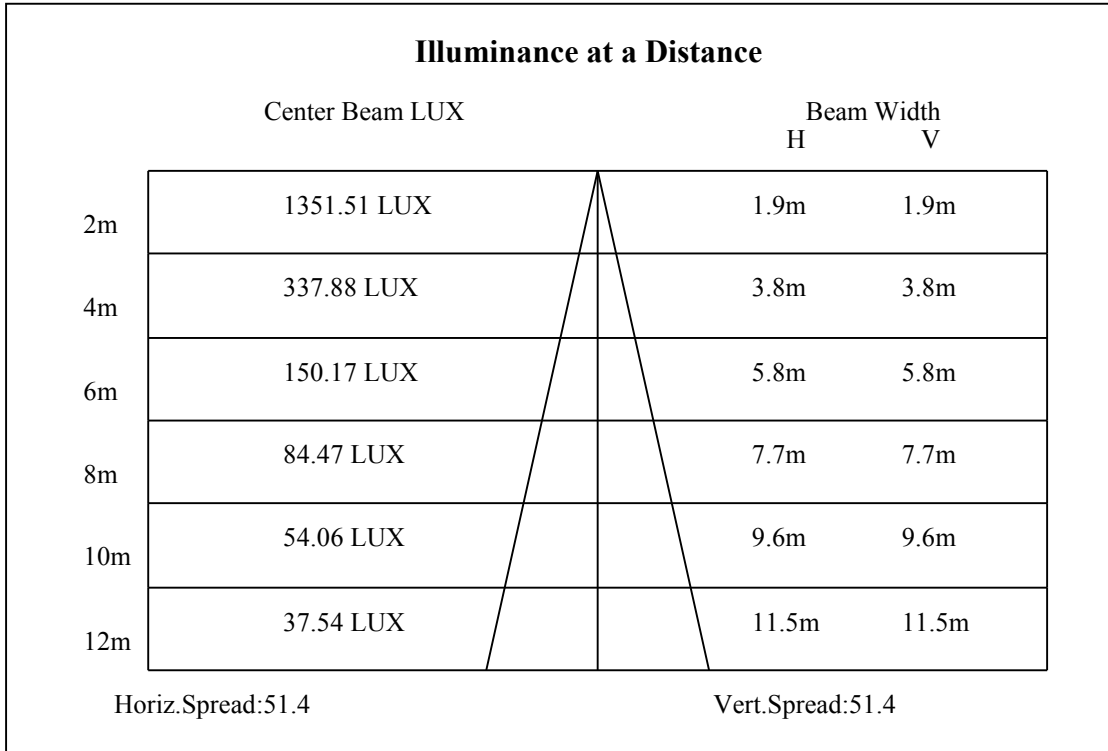 Illuminance at a Distance
Center Beam LUX Beam Width
H V
2m 1351.51 LUX 1.9m 1.9m
4m 337.88 LUX 3.8m 3.8m
6m 150.17 LUX 5.8m 5.8m
8m 84.47 LUX 7.7m 7.7m
10m 54.06 LUX 9.6m 9.6m
12m 37.54 LUX 11.5m 11.5m
Horiz.Spread:51.4 Vert.Spread:51.4